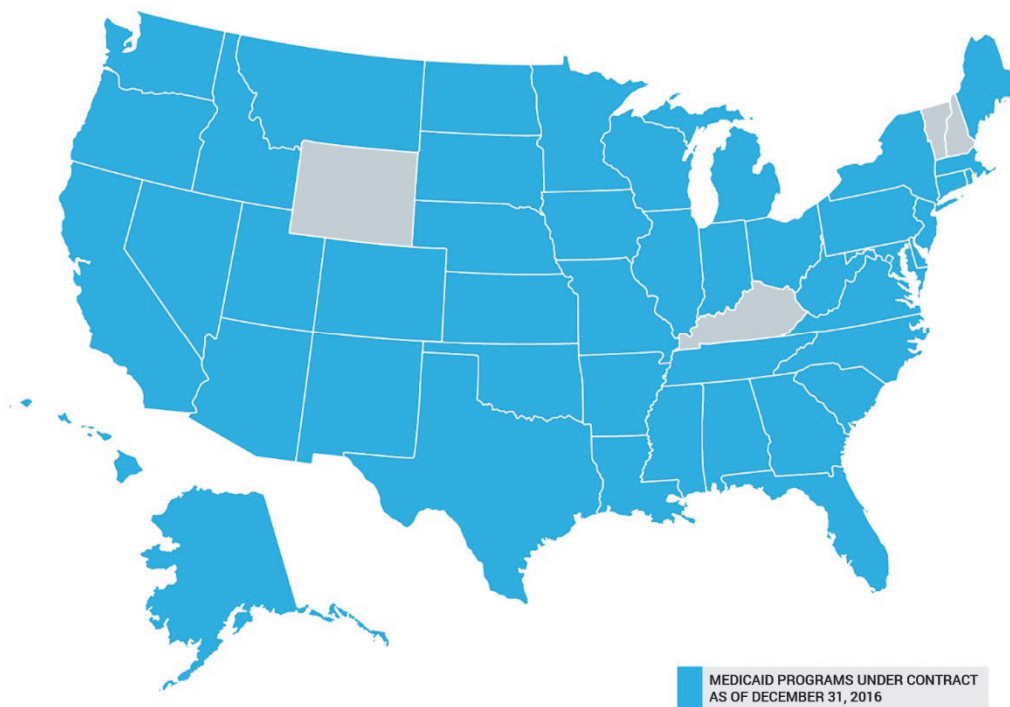 MEDICAID PROGRAMS UNDER CONTRACT
AS OF DECEMBER 31, 2016